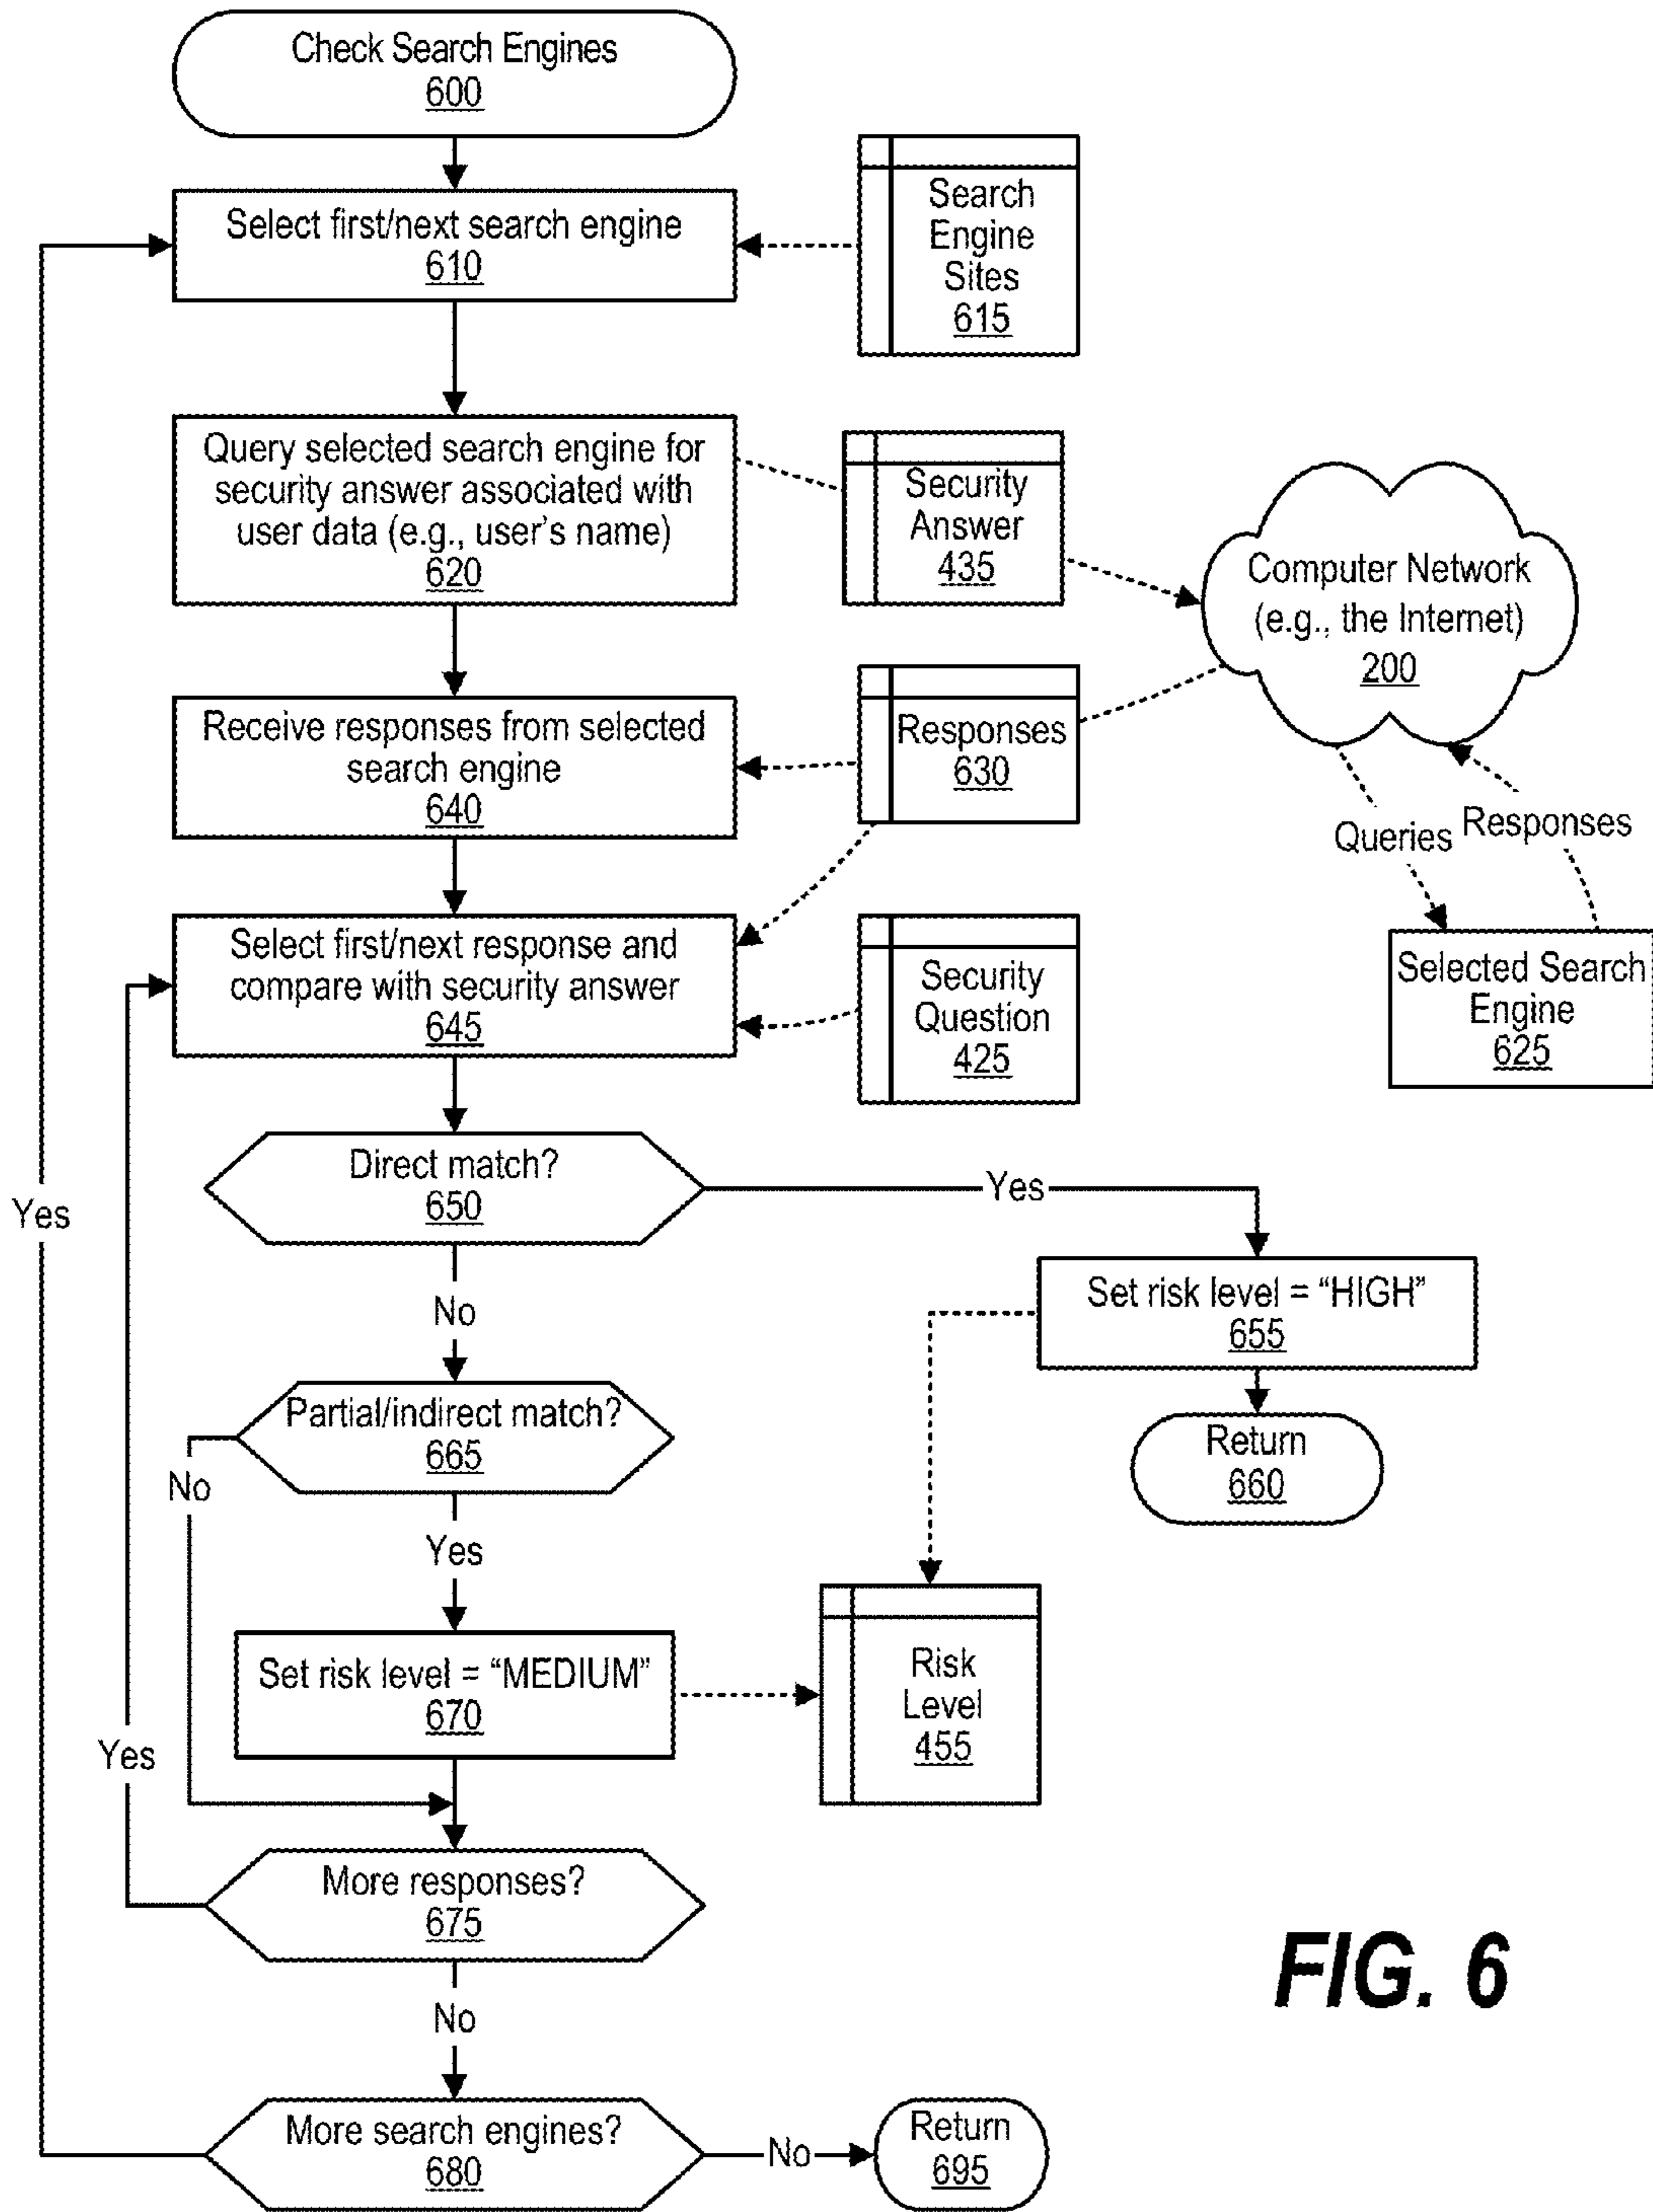 Check Search Engines
600
Select first/next search engine
610
Search
Engine
Sites
615
Query selected search engine for
security answer associated with
user data (e.g., user's name)
620
Security
Answer
435
Computer Network
(e.g., the Internet)
200
Receive responses from selected
search engine
640
Responses
630
Queries
Responses
Select first/next response and
compare with security answer
645
Security
Question
425
Selected Search
Engine
625
Direct match?
650
Yes
Yes
No
Set risk level = “HIGH”
655
Partial/indirect match?
665
Return
660
No
Yes
Set risk level = “MEDIUM”
670
Risk
Level
455
Yes
More responses?
675
No
FIG. 6
More search engines?
680
No
Return
695